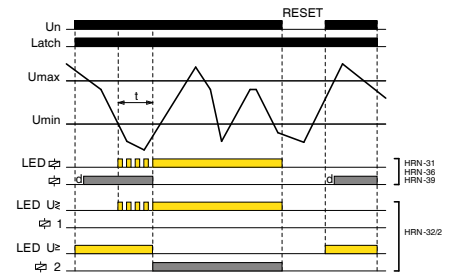 RESET
Un
Latch
Umax
t
Umin
LED
HRN-31
HRN-36
HRN-39
d
d
LED U≥
1
HRN-32/2
LED U≥
2